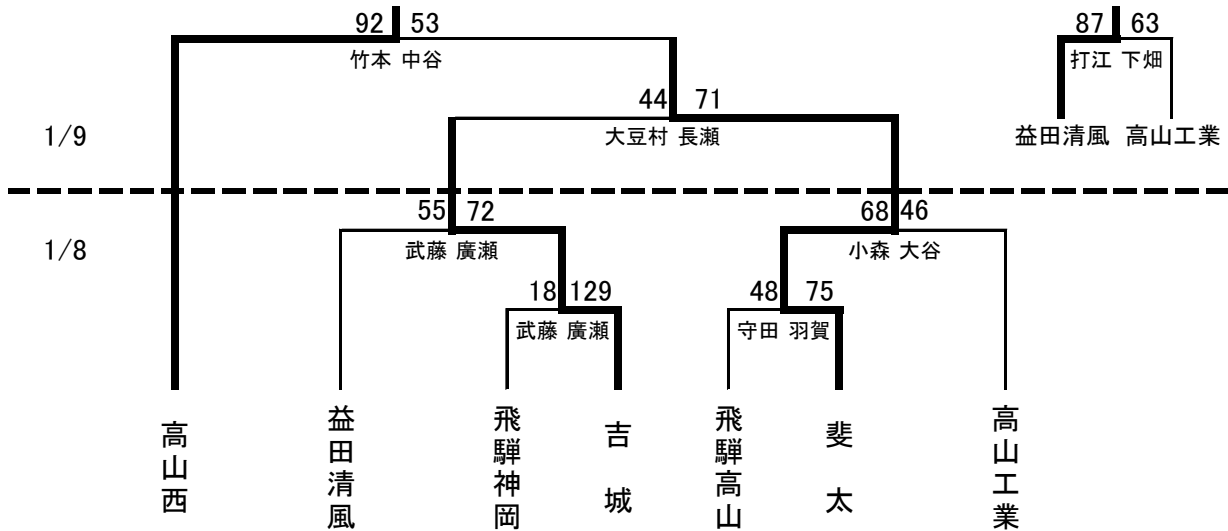 92 53
87 63
竹本 中谷
打江 下畑
44 71
1/9
大豆村 長瀬
益田清風 高山工業
55 72
68 46
1/8
武藤 廣瀬
小森 大谷
18 129
48 75
武藤 廣瀬
守田 羽賀
高山西
益田清風
飛騨神岡
吉城
飛騨高山
斐太
高山工業